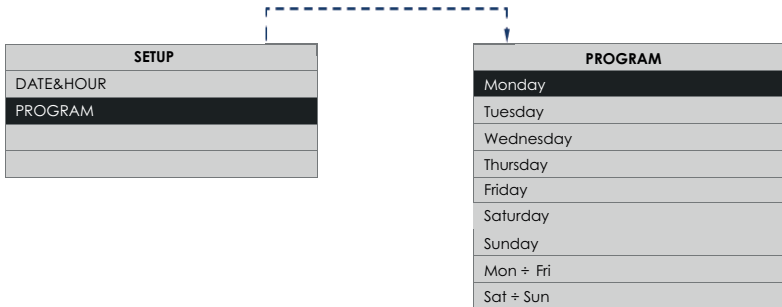 SETUP
DATE&HOUR
PROGRAM
PROGRAM
Monday
Tuesday
Wednesday
Thursday
Friday
Saturday
Sunday
Mon ÷ Fri
Sat ÷ Sun